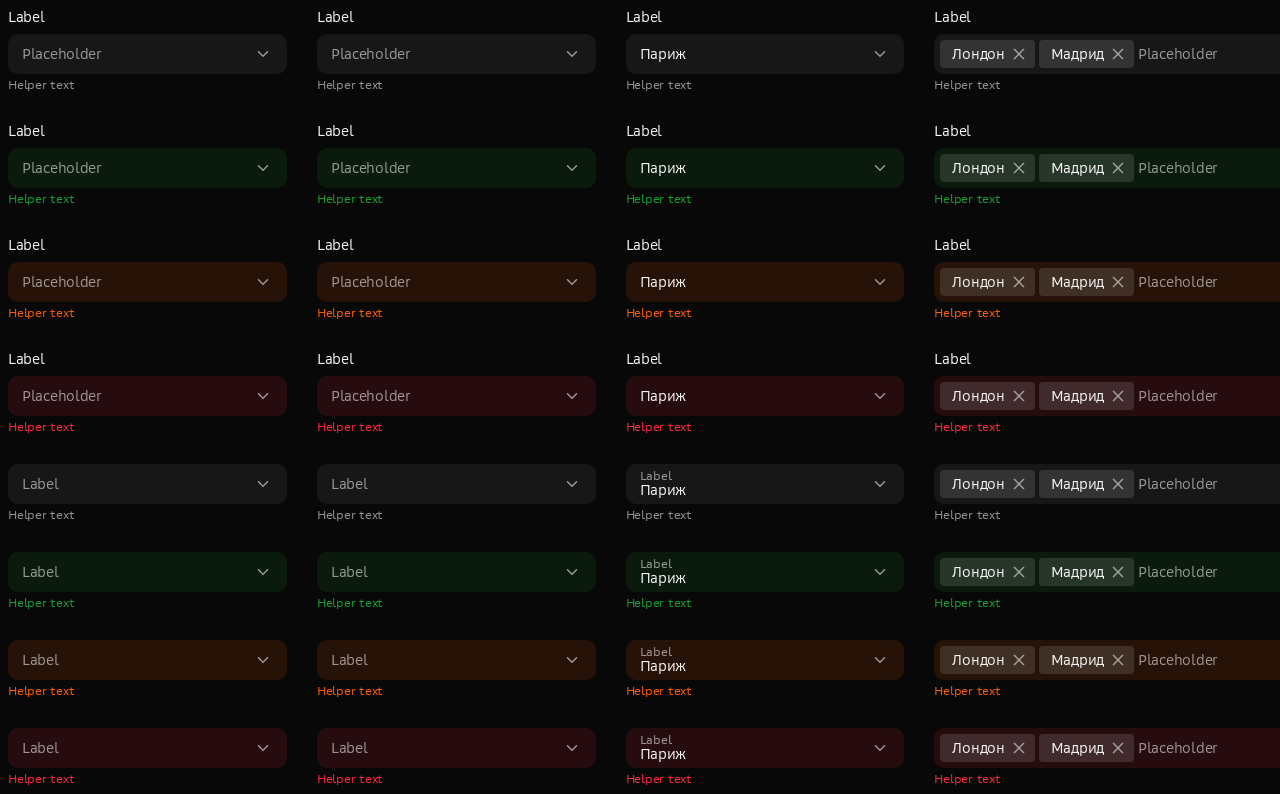 Label Label Label Label
Placeholder Placeholder Париж Лондон Мадрид Placeholder
Helper text Helper text Helper text Helper text
Label Label Label Label
Placeholder Placeholder Париж Лондон Мадрид Placeholder
Helper text Helper text Helper text Helper text
Label Label Label Label
Placeholder Placeholder Париж Лондон Мадрид Placeholder
Helper text Helper text Helper text Helper text
Label Label Label Label
Placeholder Placeholder Париж Лондон Мадрид Placeholder
Helper text Helper text Helper text Helper text
Label
Label Label Париж Лондон Мадрид Placeholder
Helper text Helper text Helper text Helper text
Label
Label Label Париж Лондон Мадрид Placeholder
Helper text Helper text Helper text Helper text
Label
Label Label Париж Лондон Мадрид Placeholder
Helper text Helper text Helper text Helper text
Label
Label Label Париж Лондон Мадрид Placeholder
Helper text Helper text Helper text Helper text